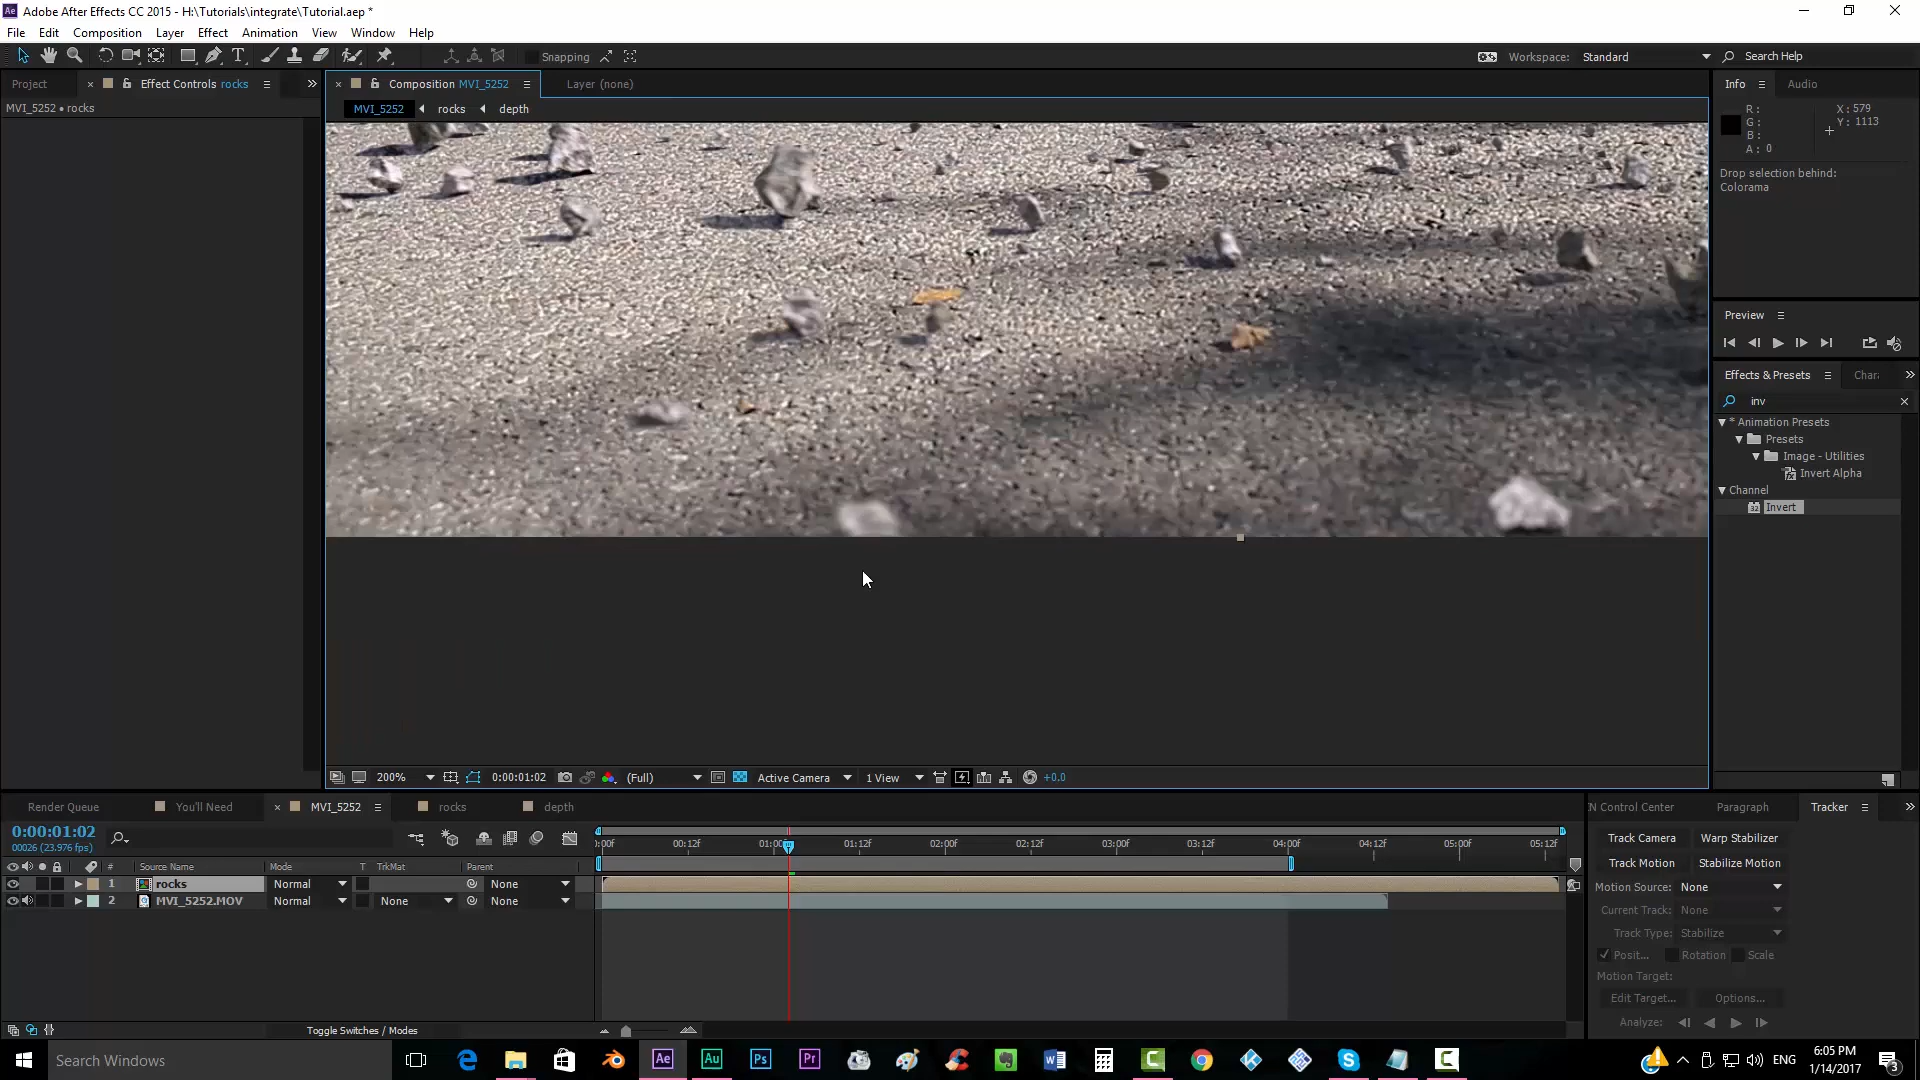 Adobe After Effects CC 2015 - H:\Tutorials\integrate\Tutorial.aep *
File Edit Composition Layer Effect Animation View Window Help
Snapping
Workspace: Standard
Search Help
Project
Effect Controls rocks
MVI_5252 • rocks
Composition MVI_5252
Layer (none)
MVI_5252 rocks depth
Info Audio
R :
G :
B :
A : 0
X : 579
Y : 1113
Drop selection behind:
Colorama
Preview
Effects & Presets
Chara
inv
* Animation Presets
Presets
Image - Utilities
Invert Alpha
Channel
Invert
200% 0:00:01:02 (Full) Active Camera 1 View +0.0
Render Queue You'll Need MVI_5252 rocks depth
0:00:01:02
00026 (23.976 fps)
# Source Name Mode T TrkMat Parent
1 rocks Normal None
2 MVI_5252.MOV Normal None None
):00f 00:12f 01:00 01:12f 02:00f 02:12f 03:00f 03:12f 04:00f 04:12f 05:00f 05:12f
Toggle Switches / Modes
Control Center Paragraph Tracker
Track Camera Warp Stabilizer
Track Motion Stabilize Motion
Motion Source: None
Current Track: None
Track Type: Stabilize
Posit... Rotation Scale
Motion Target:
Edit Target... Options...
Analyze:
Search Windows
Ae Au Ps Pr
ENG
6:05 PM
1/14/2017
3